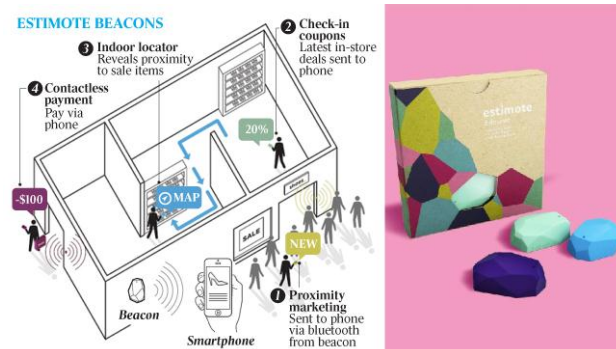 ESTIMOTE BEACONS
2 Check-in
coupons
Latest in-store
deals sent to
phone
3 Indoor locator
Reveals proximity
to sale items
4 Contactless
payment
Pay via
phone
20%
MAP
-$100
SALE
NEW
Beacon
Smartphone
1 Proximity
marketing
Sent to phone
via bluetooth
from beacon
estimote